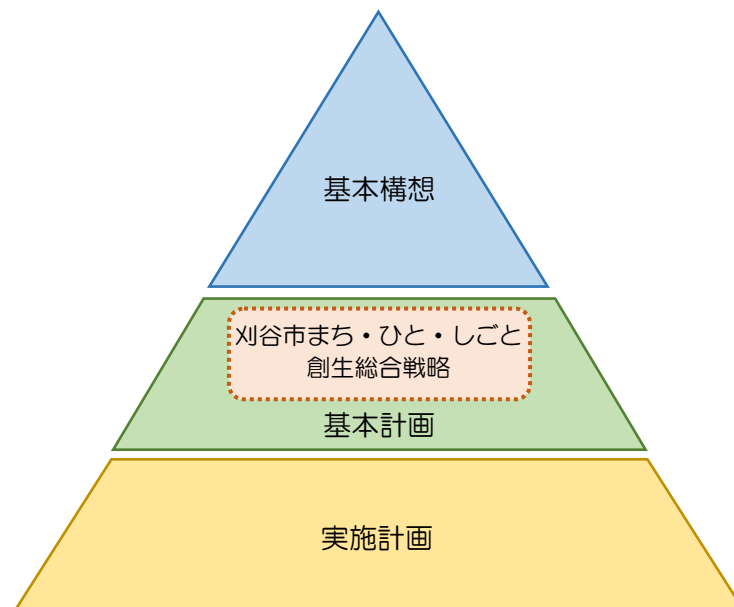 基本構想
刈谷市まち・ひと・しごと
創生総合戦略
基本計画
実施計画